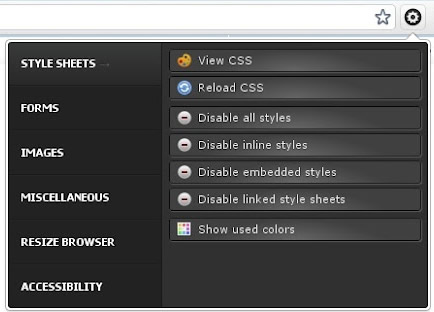 STYLE SHEETS
FORMS
IMAGES
MISCELLANEOUS
RESIZE BROWSER
ACCESSIBILITY
View CSS
Reload CSS
Disable all styles
Disable inline styles
Disable embedded styles
Disable linked style sheets
Show used colors